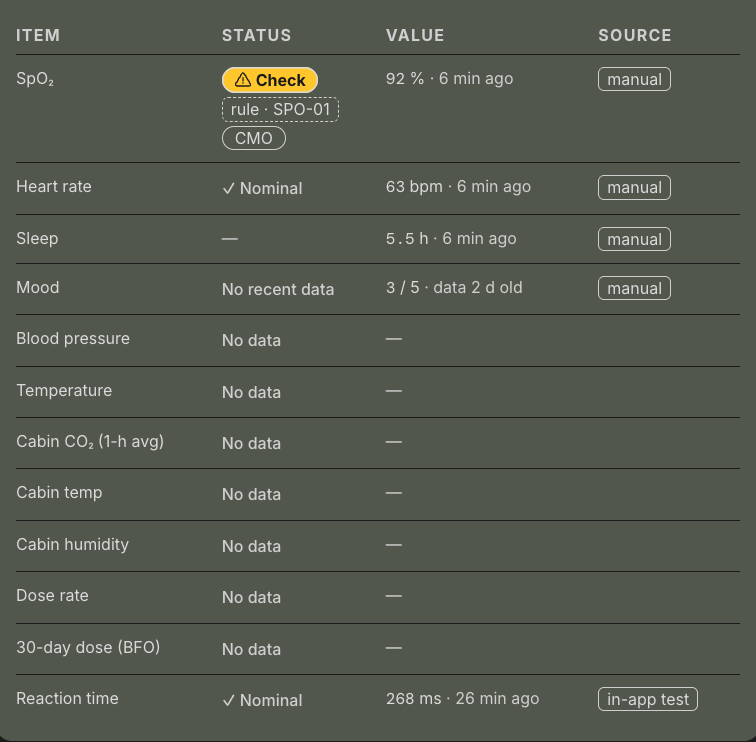 ITEM STATUS VALUE SOURCE
SpO₂ Check 92 % · 6 min ago manual
rule · SPO-01
CMO
Heart rate ✓ Nominal 63 bpm · 6 min ago manual
Sleep — 5.5 h · 6 min ago manual
Mood No recent data 3 / 5 · data 2 d old manual
Blood pressure No data —
Temperature No data —
Cabin CO₂ (1-h avg) No data —
Cabin temp No data —
Cabin humidity No data —
Dose rate No data —
30-day dose (BFO) No data —
Reaction time ✓ Nominal 268 ms · 26 min ago in-app test